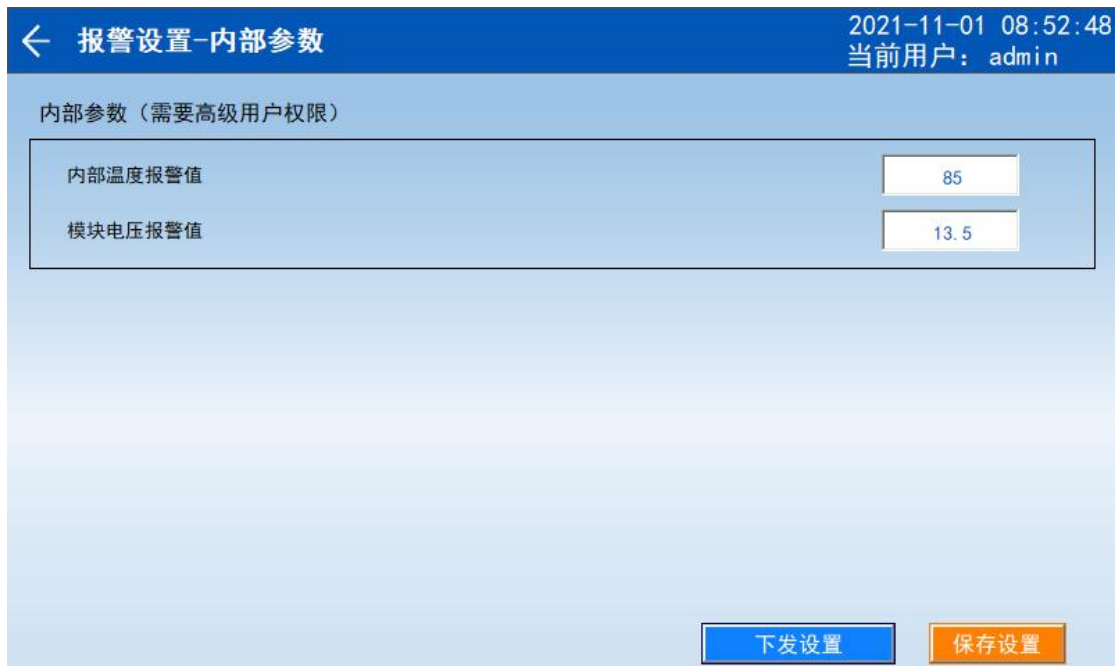 报警设置-内部参数
2021-11-01 08:52:48
当前用户: admin
内部参数（需要高级用户权限）
内部温度报警值
85
模块电压报警值
13.5
下发设置
保存设置